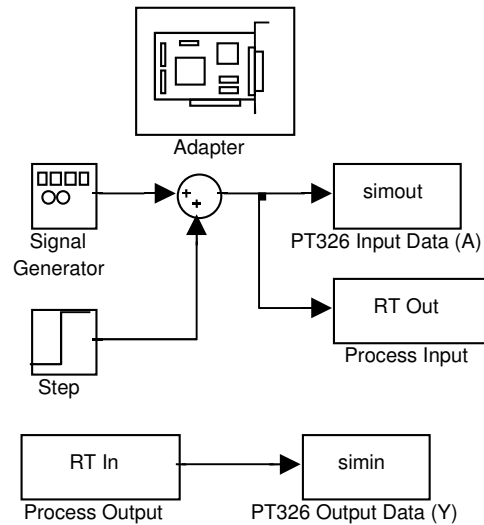 Adapter
+
+
simout
Signal
Generator
PT326 Input Data (A)
RT Out
Process Input
Step
RT In
simin
Process Output
PT326 Output Data (Y)